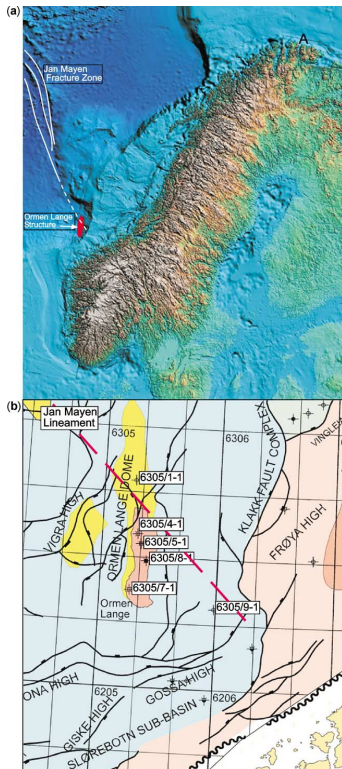 (a)
A
Jan Mayen
Fracture Zone
Ormen Lange
Structure
(b)
Jan Mayen
Lineament
6305
6306
VINGLE
KLAKK FAULT COMPLEX
6305/1-1
ORMEN LANGE DOME
VIGRA HIGH
6305/4-1
6305/5-1
FRØYA HIGH
6305/8-1
6305/7-1
Ormen
Lange
6305/9-1
ONA HIGH
6205
GOSSA HIGH
6206
GISKE HIGH
SLØREBOTN SUB-BASIN